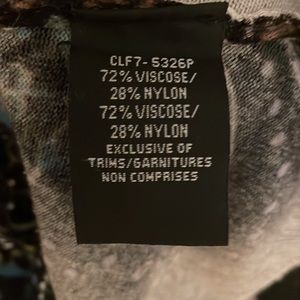 CLF7-5326P
72% VISCOSE/
28% NYLON
72% VISCOSE/
28% NYLON
EXCLUSIVE OF
TRIMS/GARNITURES
NON COMPRISES